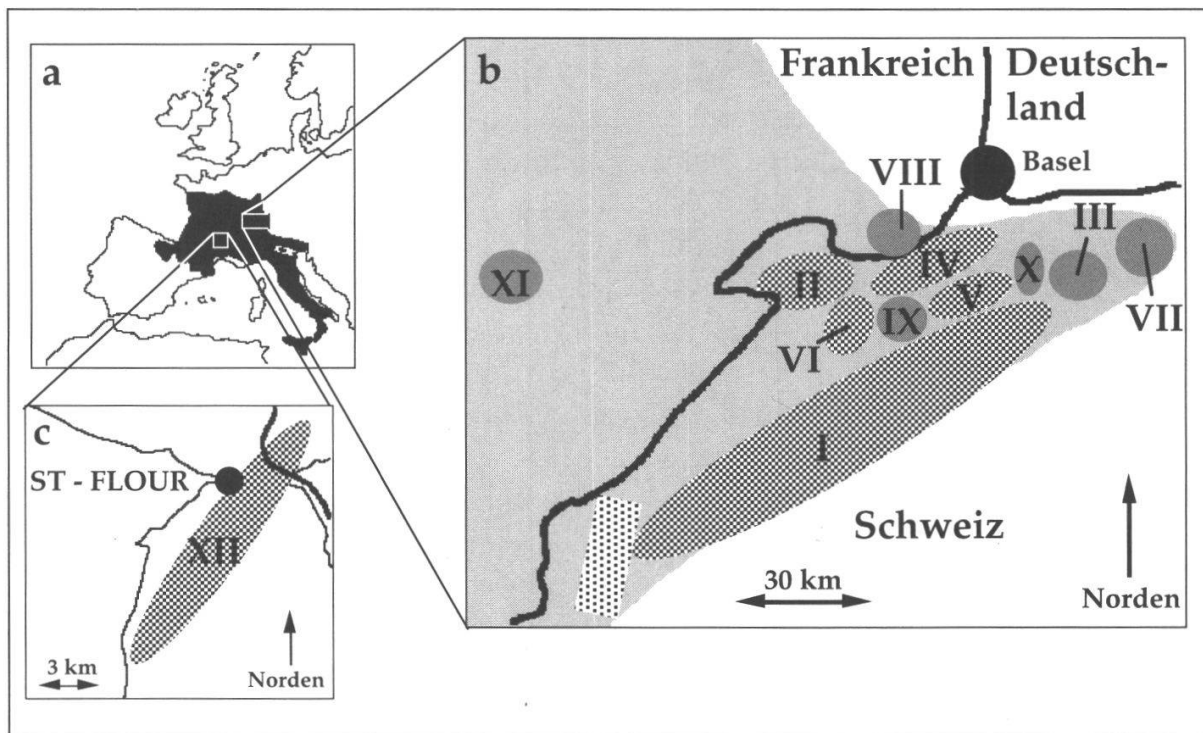 a
b
Frankreich
Deutsch-
land
Basel
VIII
III
XI
II
IV
X
V
VII
IX
VI
I
Schweiz
30 km
Norden
c
ST - FLOUR
XII
3 km
Norden